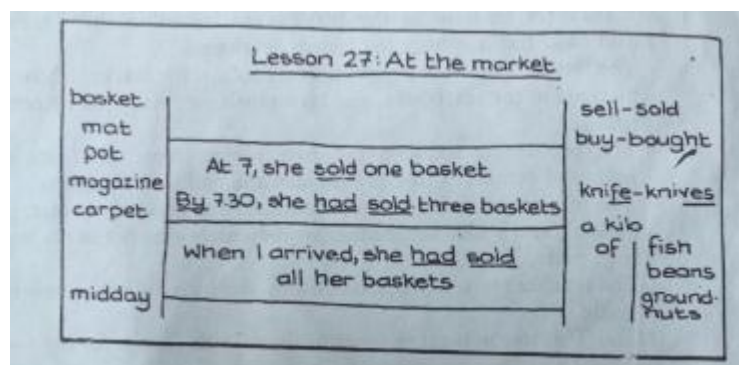 Lesson 27: At the market
basket
mat
pot
magazine
carpet
midday
At 7, she sold one basket
By 7.30, she had sold three baskets
When I arrived, she had sold
all her baskets
sell-sold
buy-bought
knife-knives
a kilo
of fish
beans
ground-
nuts